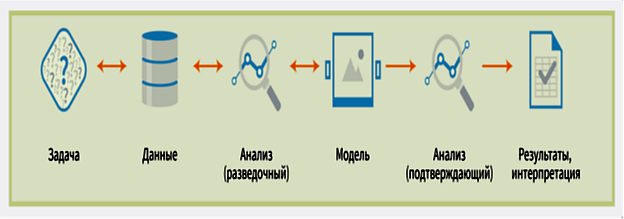 Задача
Данные
Анализ
(разведочный)
Модель
Анализ
(подтверждающий)
Результаты,
интерпретация